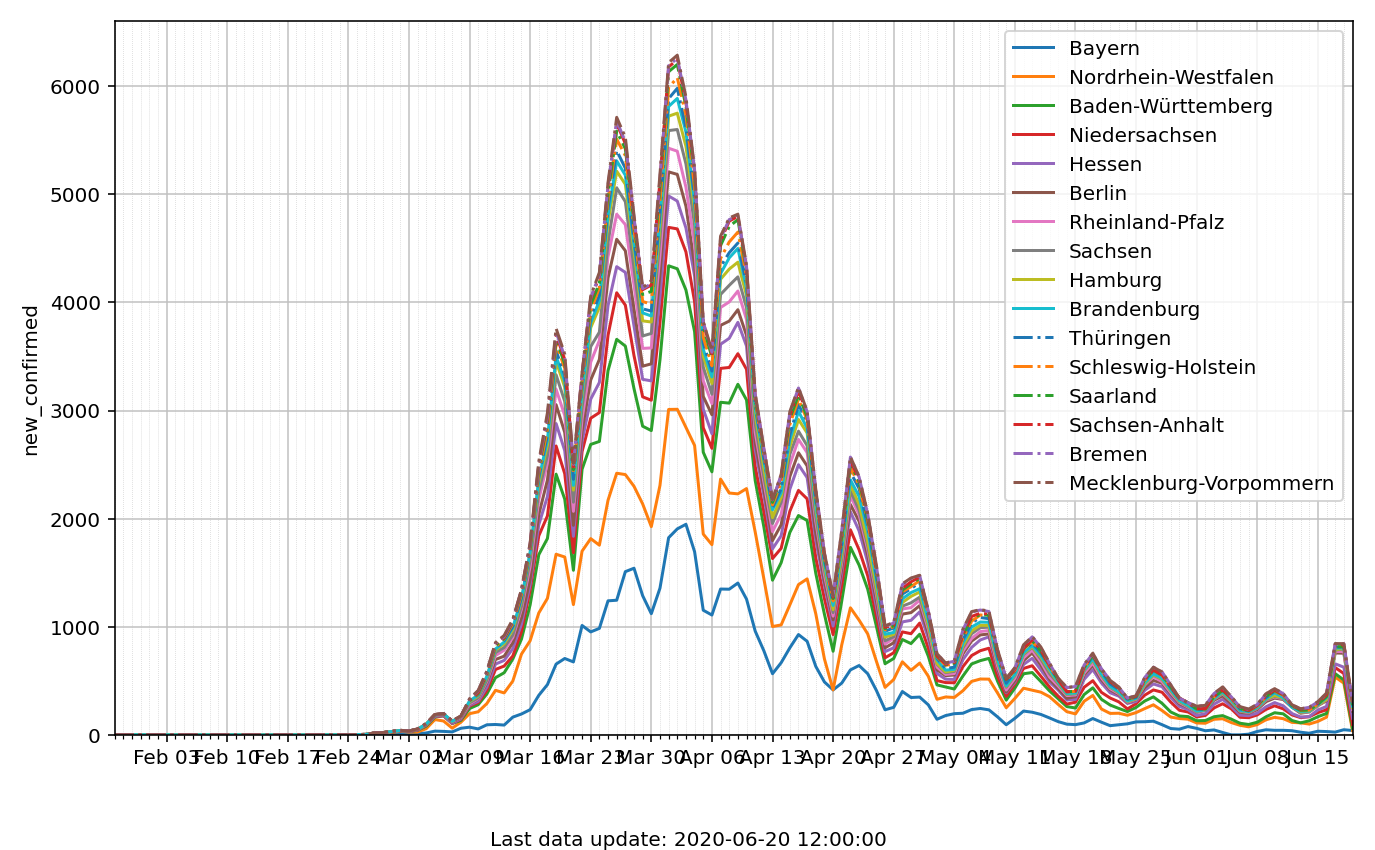 6000
5000
4000
3000
2000
1000
0
new_confirmed
Bayern
Nordrhein-Westfalen
Baden-Württemberg
Niedersachsen
Hessen
Berlin
Rheinland-Pfalz
Sachsen
Hamburg
Brandenburg
Thüringen
Schleswig-Holstein
Saarland
Sachsen-Anhalt
Bremen
Mecklenburg-Vorpommern
Feb 03 Feb 10 Feb 17 Feb 24 Mar 02 Mar 09 Mar 16 Mar 23 Mar 30 Apr 06 Apr 13 Apr 20 Apr 27 May 04 May 11 May 18 May 25 Jun 01 Jun 08 Jun 15
Last data update: 2020-06-20 12:00:00